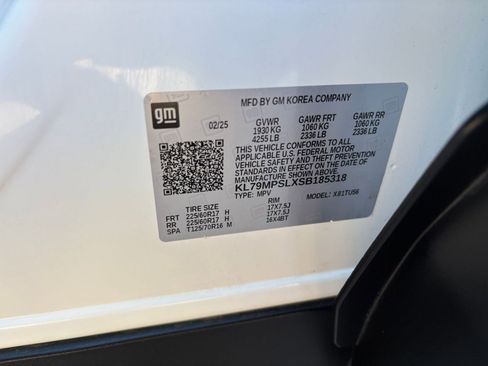 gm
MFD BY GM KOREA COMPANY
02/25 GVWR GAWR FRT GAWR RR
1930 KG 1060 KG 1060 KG
4255 LB 2336 LB 2336 LB
THIS VEHICLE CONFORMS TO ALL
APPLICABLE U.S. FEDERAL MOTOR
VEHICLE SAFETY AND THEFT PREVENTION
STANDARDS IN EFFECT ON THE DATE OF
MANUFACTURE SHOWN ABOVE.
KL79MPSLXSB185318
TYPE: MPV MODEL: X81TU56
TIRE SIZE RIM
FRT 225/60R17 H 17X7.5J
RR 225/60R17 H 17X7.5J
SPA T125/70R16 M 16X4BT